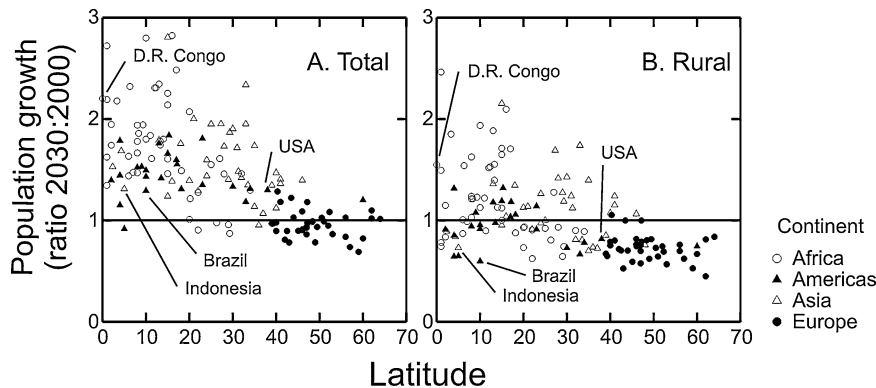 Population growth
(ratio 2030:2000)
3
2
1
0
D.R. Congo
A. Total
USA
Brazil
Indonesia
0 10 20 30 40 50 60 70
3
2
1
0
D.R. Congo
B. Rural
USA
Brazil
Indonesia
0 10 20 30 40 50 60 70
Latitude
Continent
Africa
Americas
Asia
Europe